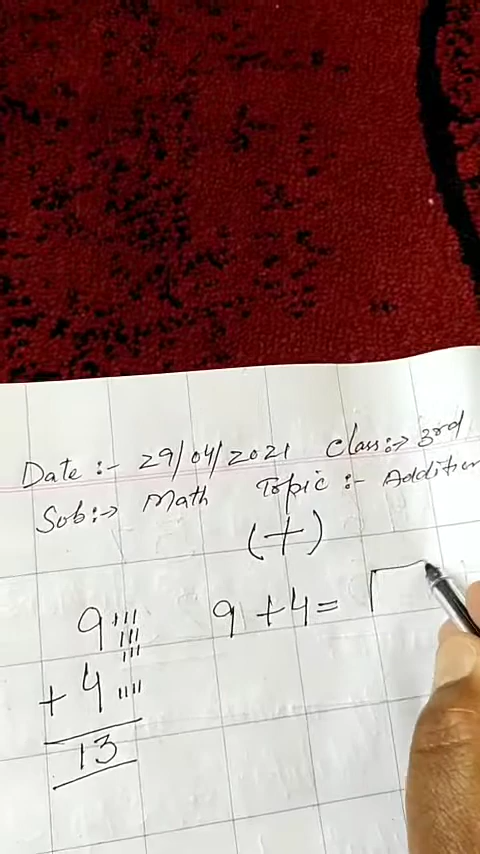 Date :- 29/04/2021 Class:-> 3rd
Sub:-> Math Topic :- Addition
(+)
9 + 4 =
9
+ 4
13